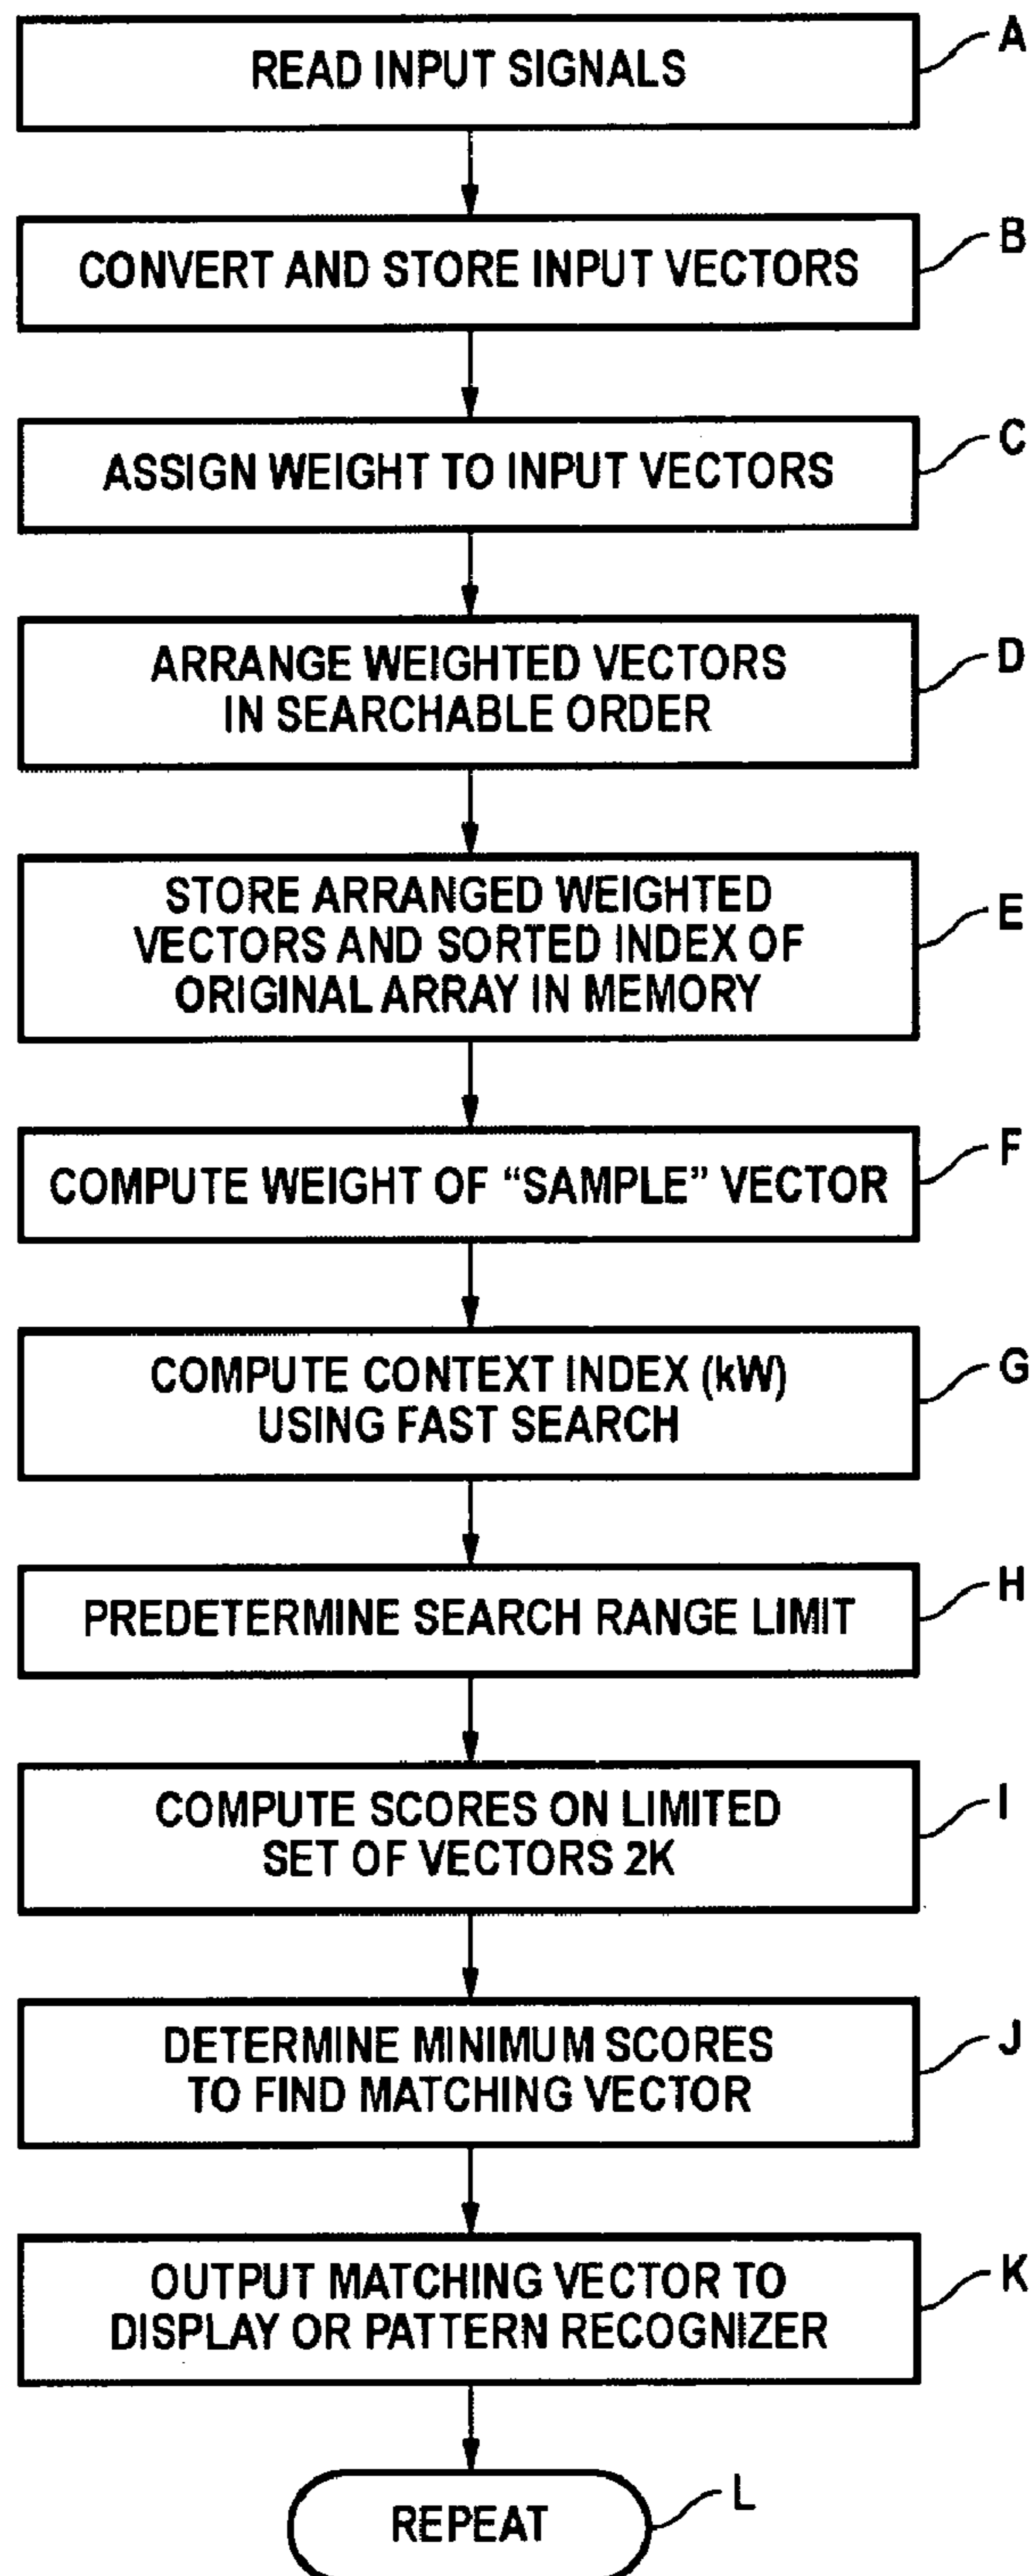 READ INPUT SIGNALS
A
CONVERT AND STORE INPUT VECTORS
B
ASSIGN WEIGHT TO INPUT VECTORS
C
ARRANGE WEIGHTED VECTORS
IN SEARCHABLE ORDER
D
STORE ARRANGED WEIGHTED
VECTORS AND SORTED INDEX OF
ORIGINAL ARRAY IN MEMORY
E
COMPUTE WEIGHT OF “SAMPLE” VECTOR
F
COMPUTE CONTEXT INDEX (kW)
USING FAST SEARCH
G
PREDETERMINE SEARCH RANGE LIMIT
H
COMPUTE SCORES ON LIMITED
SET OF VECTORS 2K
I
DETERMINE MINIMUM SCORES
TO FIND MATCHING VECTOR
J
OUTPUT MATCHING VECTOR TO
DISPLAY OR PATTERN RECOGNIZER
K
REPEAT
L